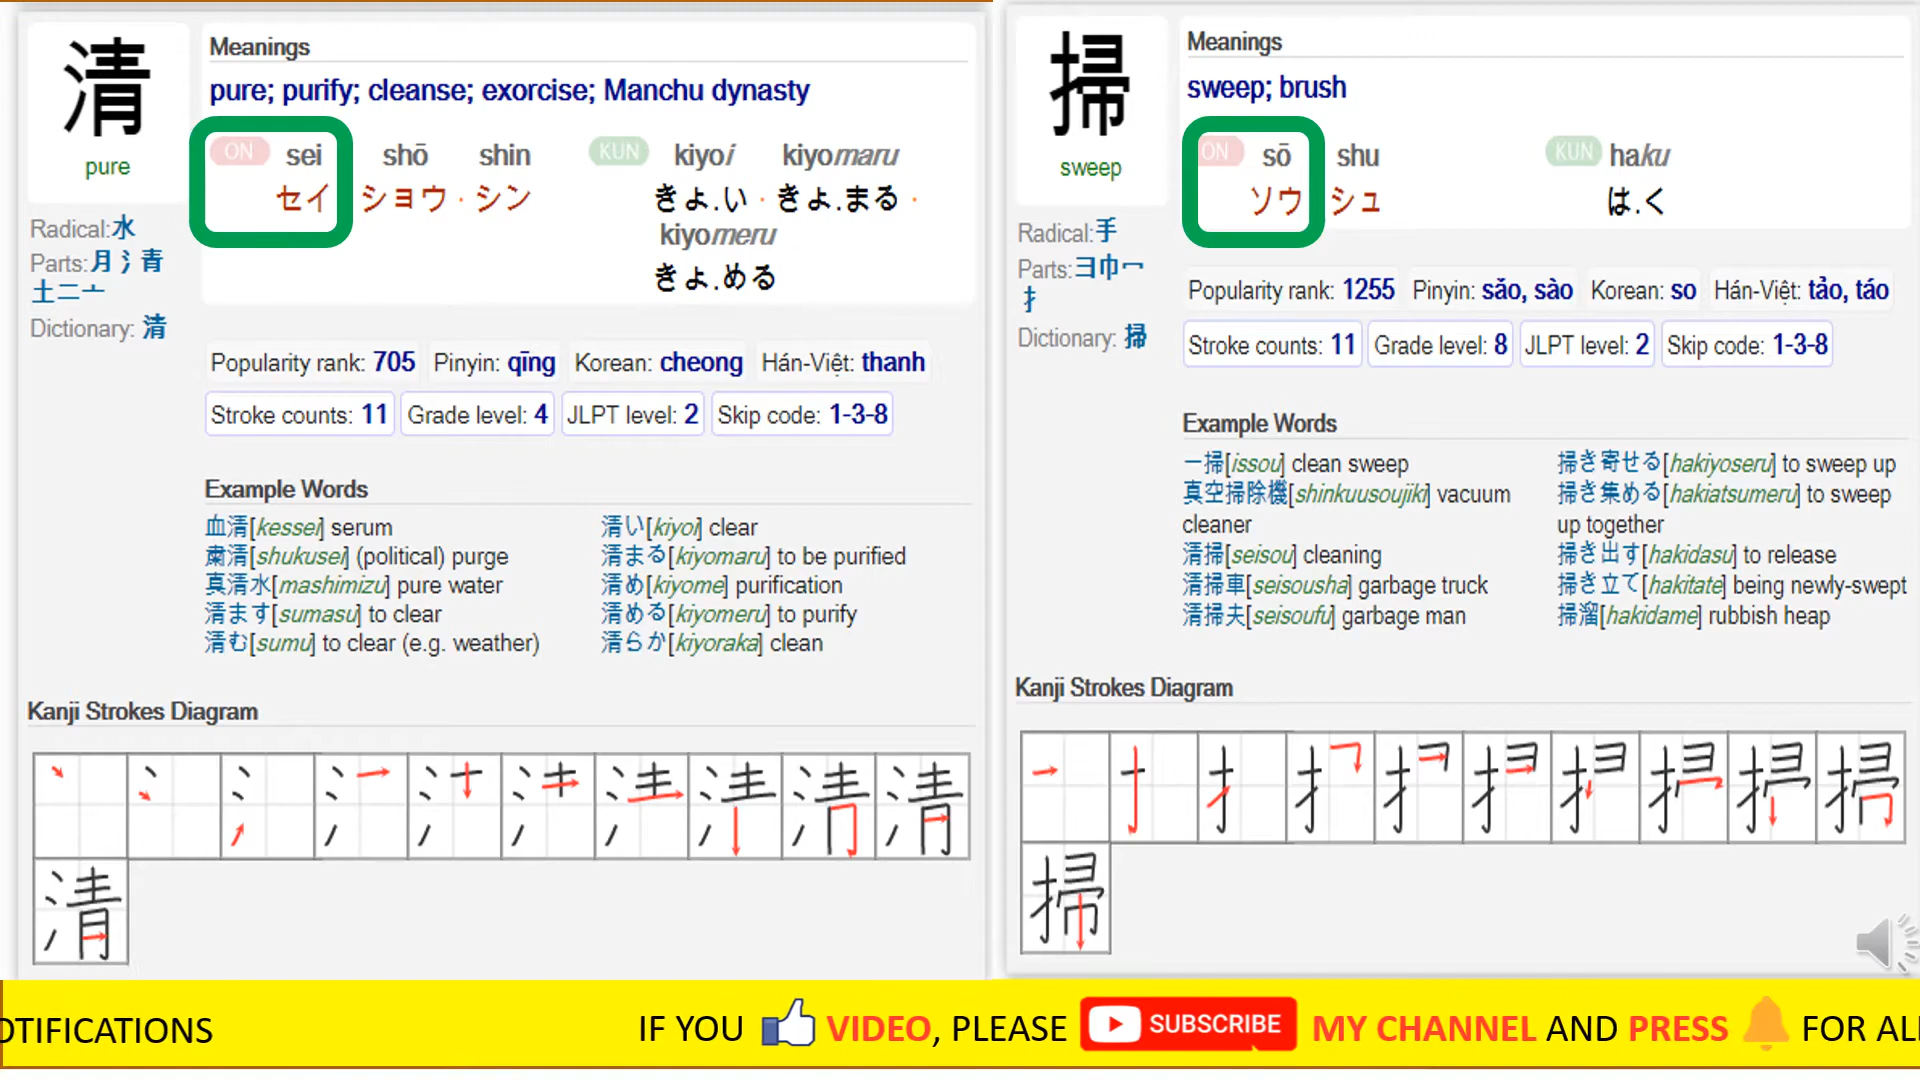 清
pure
Radical:水
Parts:月氵青
土二亠
Dictionary: 清
Meanings
pure; purify; cleanse; exorcise; Manchu dynasty
ON sei shō shin
セイ ショウ・シン
KUN kiyoi kiyomaru
きよ.い・きよ.まる・
kiyomeru
きよ.める
Popularity rank: 705 Pinyin: qīng Korean: cheong Hán-Việt: thanh
Stroke counts: 11 Grade level: 4 JLPT level: 2 Skip code: 1-3-8
Example Words
血清[kessei] serum
粛清[shukusei] (political) purge
真清水[mashimizu] pure water
清ます[sumasu] to clear
清む[sumu] to clear (e.g. weather)
清い[kiyoi] clear
清まる[kiyomaru] to be purified
清め[kiyome] purification
清める[kiyomeru] to purify
清らか[kiyoraka] clean
Kanji Strokes Diagram
清
掃
sweep
Radical:手
Parts:ヨ巾冖
扌
Dictionary: 掃
Meanings
sweep; brush
ON sō shu
ソウ シュ
KUN haku
は.く
Popularity rank: 1255 Pinyin: sǎo, sào Korean: so Hán-Việt: tảo, táo
Stroke counts: 11 Grade level: 8 JLPT level: 2 Skip code: 1-3-8
Example Words
一掃[issou] clean sweep
真空掃除機[shinkuusoujiki] vacuum
cleaner
清掃[seisou] cleaning
清掃車[seisousha] garbage truck
清掃夫[seisoufu] garbage man
掃き寄せる[hakiyoseru] to sweep up
掃き集める[hakiatsumeru] to sweep
up together
掃き出す[hakidasu] to release
掃き立て[hakitate] being newly-swept
掃溜[hakidame] rubbish heap
Kanji Strokes Diagram
掃
OTIFICATIONS IF YOU VIDEO, PLEASE SUBSCRIBE MY CHANNEL AND PRESS FOR ALL